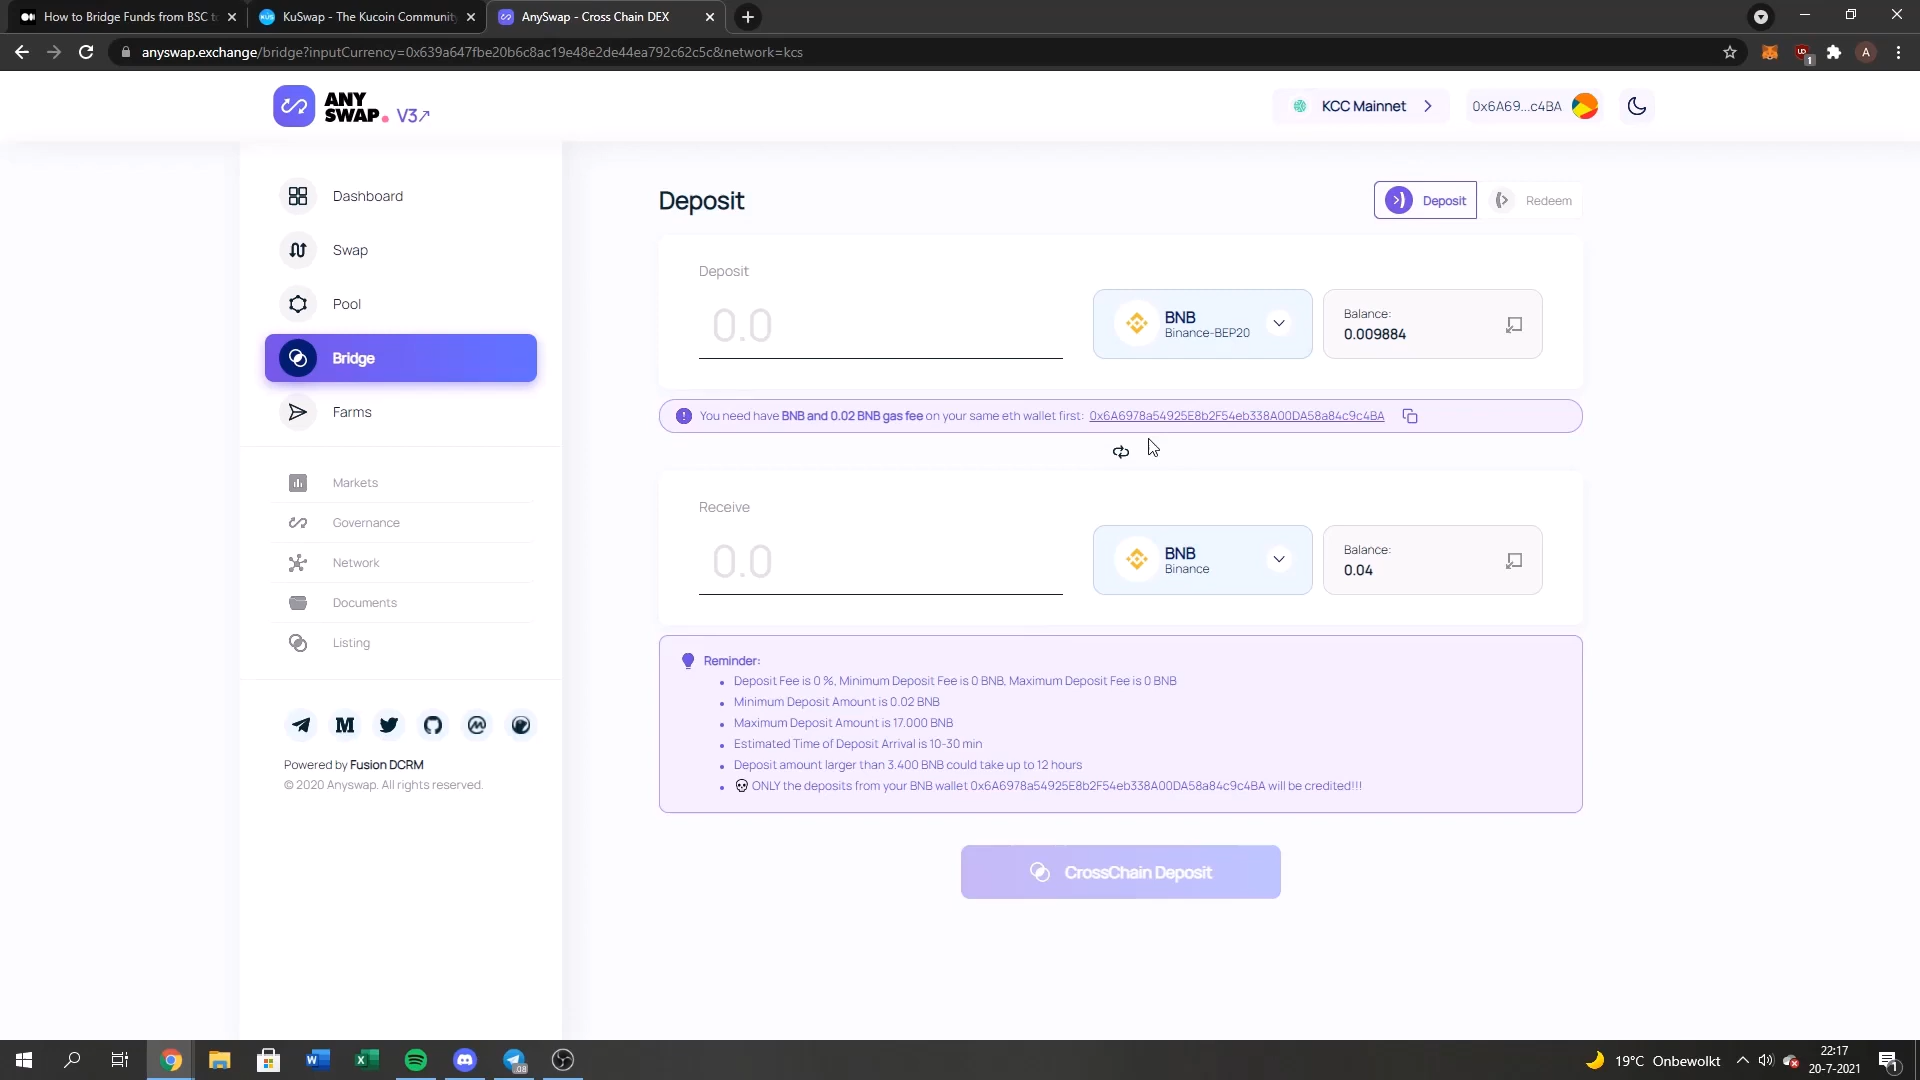 How to Bridge Funds from BSC to
KuSwap - The Kucoin Community
AnySwap - Cross Chain DEX
anyswap.exchange/bridge?inputCurrency=0x639a647fbe20b6c8ac19e48e2de44ea792c62c5c&network=kcs
A
1
ANY
SWAP.
V3↗
KCC Mainnet
0x6A69...c4BA
Dashboard
Swap
Pool
Bridge
Farms
Markets
Governance
Network
Documents
Listing
Powered by Fusion DCRM
© 2020 Anyswap. All rights reserved.
Deposit
Deposit
Redeem
Deposit
0.0
BNB
Binance-BEP20
Balance:
0.009884
You need have BNB and 0.02 BNB gas fee on your same eth wallet first: 0x6A6978a54925E8b2F54eb338A00DA58a84c9c4BA
Receive
0.0
BNB
Binance
Balance:
0.04
Reminder:
Deposit Fee is 0 %, Minimum Deposit Fee is 0 BNB, Maximum Deposit Fee is 0 BNB
Minimum Deposit Amount is 0.02 BNB
Maximum Deposit Amount is 17.000 BNB
Estimated Time of Deposit Arrival is 10-30 min
Deposit amount larger than 3.400 BNB could take up to 12 hours
ONLY the deposits from your BNB wallet 0x6A6978a54925E8b2F54eb338A00DA58a84c9c4BA will be credited!!!
CrossChain Deposit
19°C Onbewolkt
22:17
20-7-2021
1